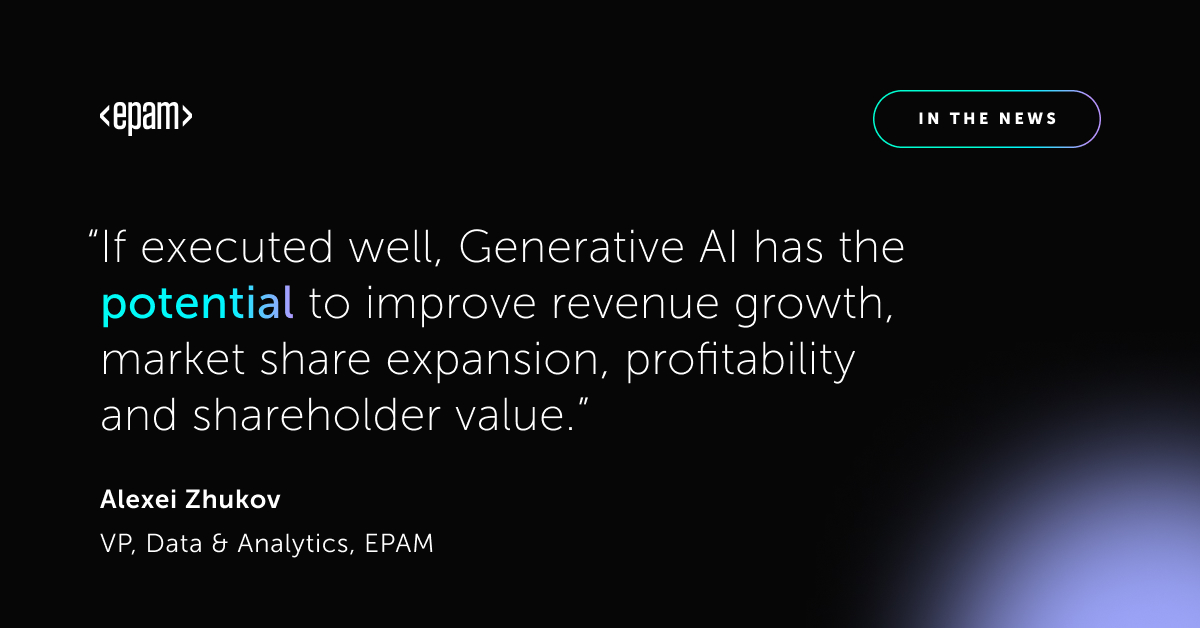 <epam>
IN THE NEWS
“If executed well, Generative AI has the
potential to improve revenue growth,
market share expansion, profitability
and shareholder value.”
Alexei Zhukov
VP, Data & Analytics, EPAM